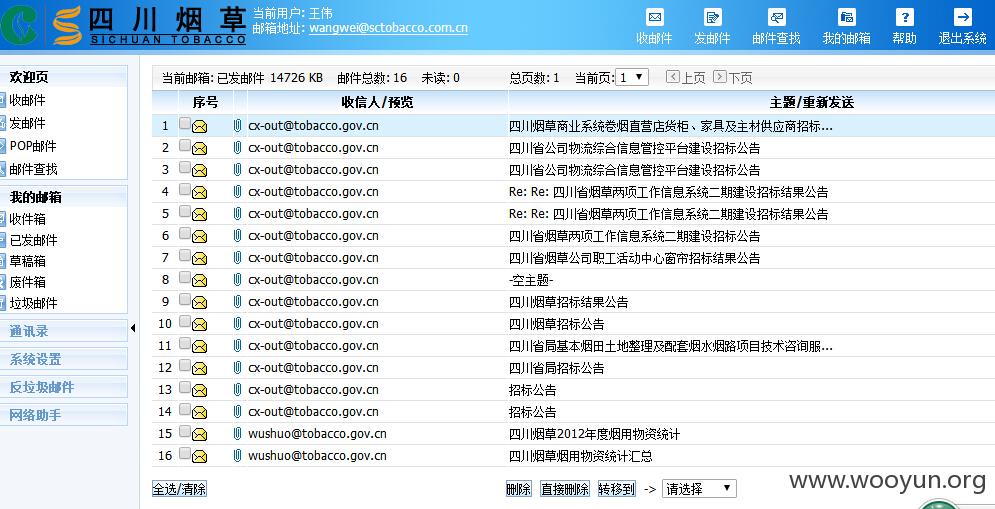 四川烟草
SICHUAN TOBACCO
当前用户: 王伟
邮箱地址: wangwei@sctobacco.com.cn
收邮件 发邮件 邮件查找 我的邮箱 帮助 退出系统
欢迎页
收邮件
发邮件
POP邮件
邮件查找
我的邮箱
收件箱
已发邮件
草稿箱
废件箱
垃圾邮件
通讯录
系统设置
反垃圾邮件
网络助手
当前邮箱: 已发邮件 14726 KB 邮件总数: 16 未读: 0 总页数: 1 当前页: 1 上页 下页
序号 收信人/预览 主题/重新发送
1 cx-out@tobacco.gov.cn 四川烟草商业系统卷烟直营店货柜、家具及主材供应商招标...
2 cx-out@tobacco.gov.cn 四川省公司物流综合信息管控平台建设招标公告
3 cx-out@tobacco.gov.cn 四川省公司物流综合信息管控平台建设招标公告
4 cx-out@tobacco.gov.cn Re: Re: 四川省烟草两项工作信息系统二期建设招标结果公告
5 cx-out@tobacco.gov.cn Re: Re: 四川省烟草两项工作信息系统二期建设招标结果公告
6 cx-out@tobacco.gov.cn 四川省烟草两项工作信息系统二期建设招标公告
7 cx-out@tobacco.gov.cn 四川省烟草公司职工活动中心窗帘招标结果公告
8 cx-out@tobacco.gov.cn -空主题-
9 cx-out@tobacco.gov.cn 四川烟草招标结果公告
10 cx-out@tobacco.gov.cn 四川烟草招标公告
11 cx-out@tobacco.gov.cn 四川省局基本烟田土地整理及配套烟水烟路项目技术咨询服...
12 cx-out@tobacco.gov.cn 四川省局招标公告
13 cx-out@tobacco.gov.cn 招标公告
14 cx-out@tobacco.gov.cn 招标公告
15 wushuo@tobacco.gov.cn 四川烟草2012年度烟用物资统计
16 wushuo@tobacco.gov.cn 四川烟草烟用物资统计汇总
全选/清除 删除 直接删除 转移到 -> 请选择
www.wooyun.org